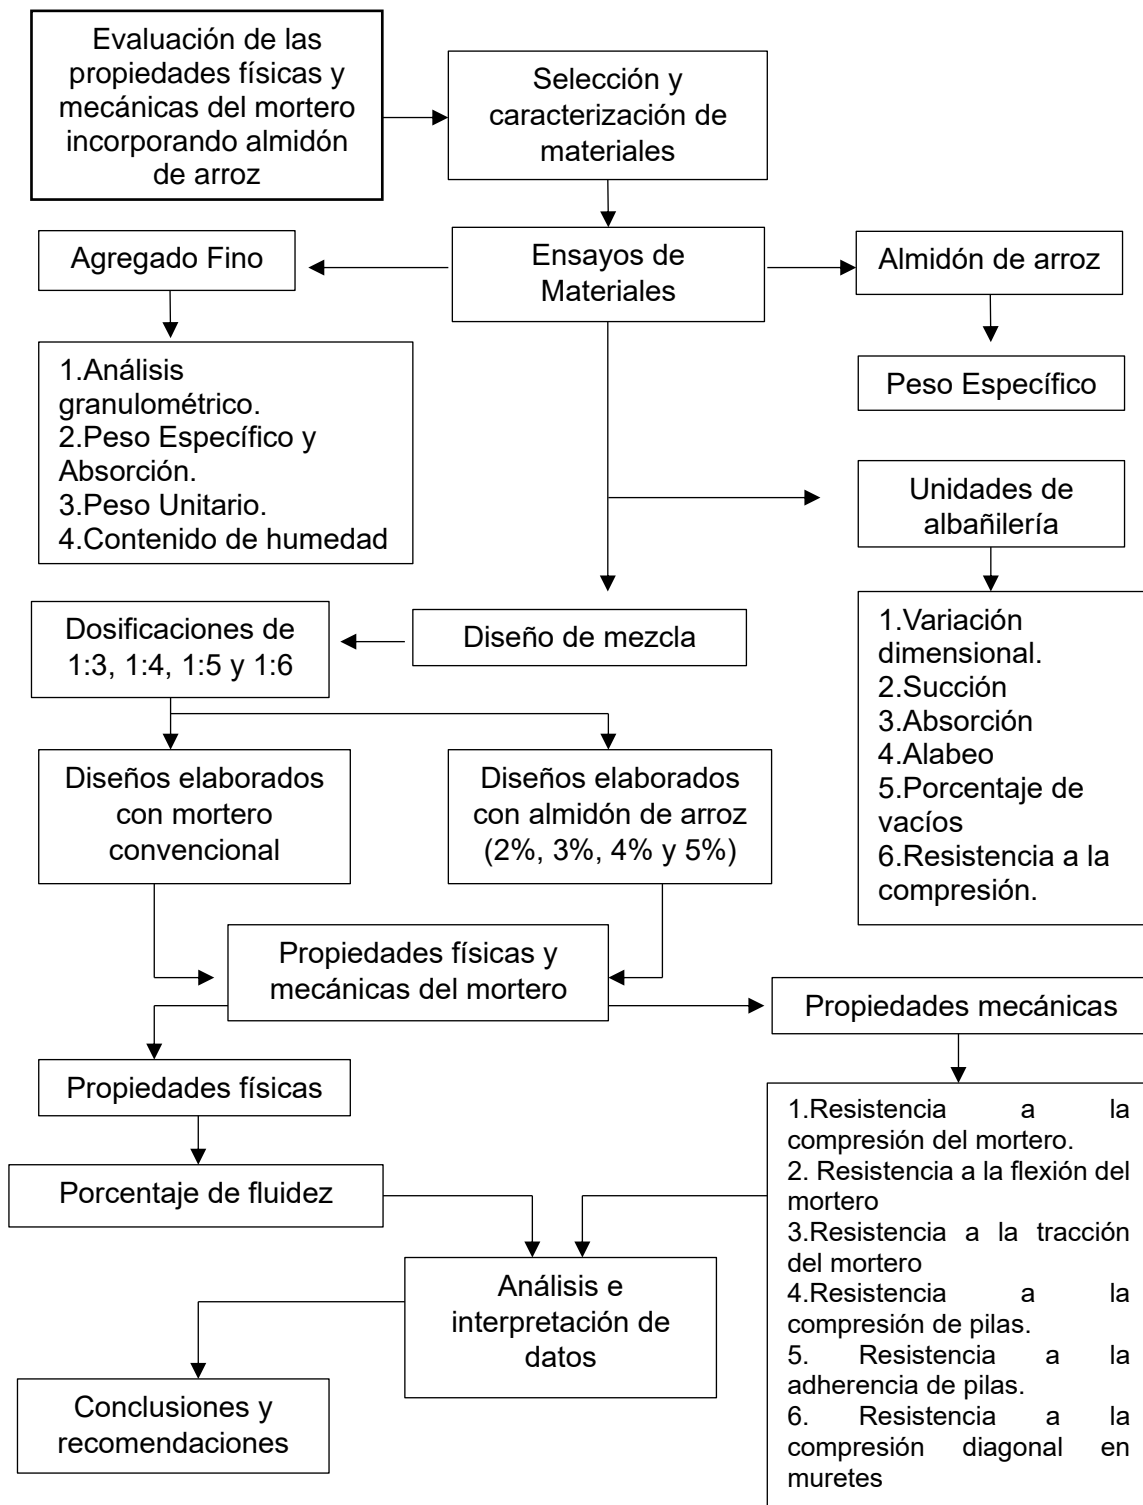 Evaluación de las
propiedades físicas y
mecánicas del mortero
incorporando almidón
de arroz
Selección y
caracterización de
materiales
Agregado Fino
Ensayos de
Materiales
Almidón de arroz
1.Análisis
granulométrico.
2.Peso Específico y
Absorción.
3.Peso Unitario.
4.Contenido de humedad
Peso Específico
Unidades de
albañilería
Dosificaciones de
1:3, 1:4, 1:5 y 1:6
Diseño de mezcla
1.Variación
dimensional.
2.Succión
3.Absorción
4.Alabeo
5.Porcentaje de
vacíos
6.Resistencia a la
compresión.
Diseños elaborados
con mortero
convencional
Diseños elaborados
con almidón de arroz
(2%, 3%, 4% y 5%)
Propiedades físicas y
mecánicas del mortero
Propiedades mecánicas
Propiedades físicas
Porcentaje de fluidez
1.Resistencia a la
compresión del mortero.
2. Resistencia a la flexión del
mortero
3.Resistencia a la tracción
del mortero
4.Resistencia a la
compresión de pilas.
5. Resistencia a la
adherencia de pilas.
6. Resistencia a la
compresión diagonal en
muretes
Análisis e
interpretación de
datos
Conclusiones y
recomendaciones